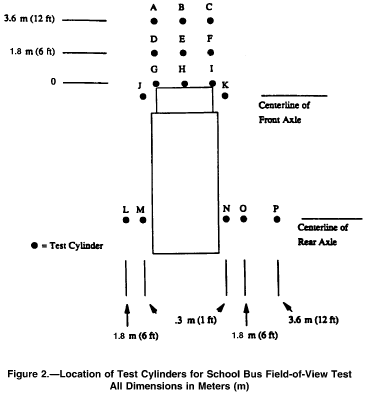 A B C
3.6 m (12 ft)
D E F
1.8 m (6 ft)
G H I
0
J K
Centerline of
Front Axle
L M N O P
Centerline of
Rear Axle
● = Test Cylinder
.3 m (1 ft) 3.6 m (12 ft)
1.8 m (6 ft) 1.8 m (6 ft)
Figure 2.—Location of Test Cylinders for School Bus Field-of-View Test
All Dimensions in Meters (m)